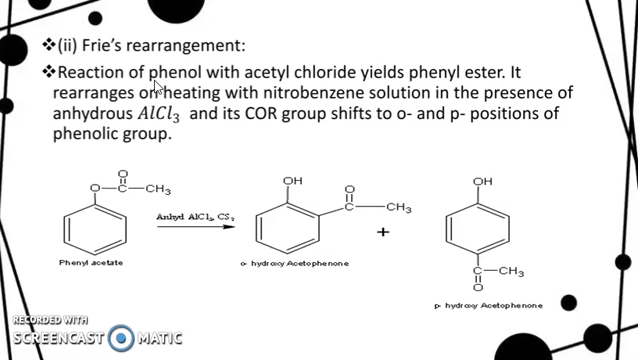 ❖(ii) Frie's rearrangement:
❖Reaction of phenol with acetyl chloride yields phenyl ester. It
rearranges on heating with nitrobenzene solution in the presence of
anhydrous AlCl₃ and its COR group shifts to o- and p- positions of
phenolic group.
O
O—C—CH₃
Phenyl acetate
Anhyd AlCl₃, CS₂
OH
O
C—CH₃
o- hydroxy Acetophenone
+
OH
C—CH₃
O
p- hydroxy Acetophenone
RECORDED WITH
SCREENCAST MATIC